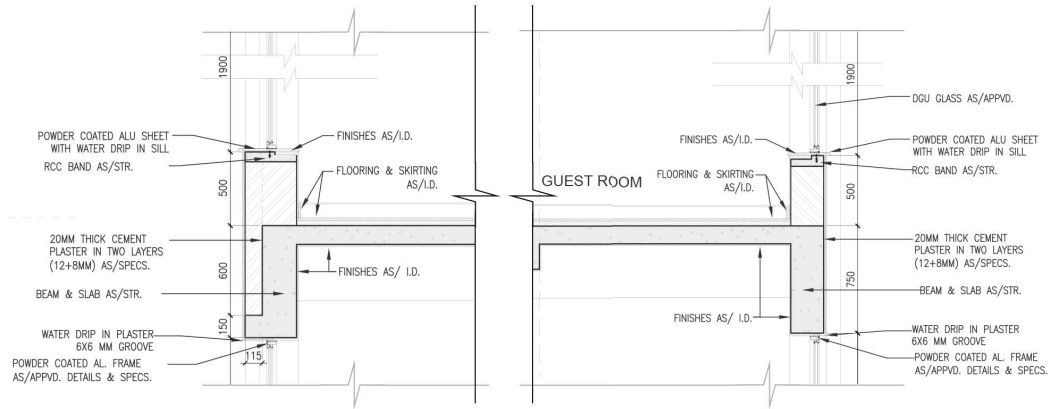 1900
POWDER COATED ALU SHEET
WITH WATER DRIP IN SILL
RCC BAND AS/STR.
FINISHES AS/I.D.
FLOORING & SKIRTING
AS/I.D.
500
20MM THICK CEMENT
PLASTER IN TWO LAYERS
(12+8MM) AS/SPECS.
600
FINISHES AS/ I.D.
BEAM & SLAB AS/STR.
150
WATER DRIP IN PLASTER
6X6 MM GROOVE
115
POWDER COATED AL. FRAME
AS/APPVD. DETAILS & SPECS.
GUEST ROOM
1900
DGU GLASS AS/APPVD.
FINISHES AS/I.D.
POWDER COATED ALU SHEET
WITH WATER DRIP IN SILL
RCC BAND AS/STR.
FLOORING & SKIRTING
AS/I.D.
500
20MM THICK CEMENT
PLASTER IN TWO LAYERS
(12+8MM) AS/SPECS.
750
BEAM & SLAB AS/STR.
FINISHES AS/ I.D.
WATER DRIP IN PLASTER
6X6 MM GROOVE
POWDER COATED AL. FRAME
AS/APPVD. DETAILS & SPECS.